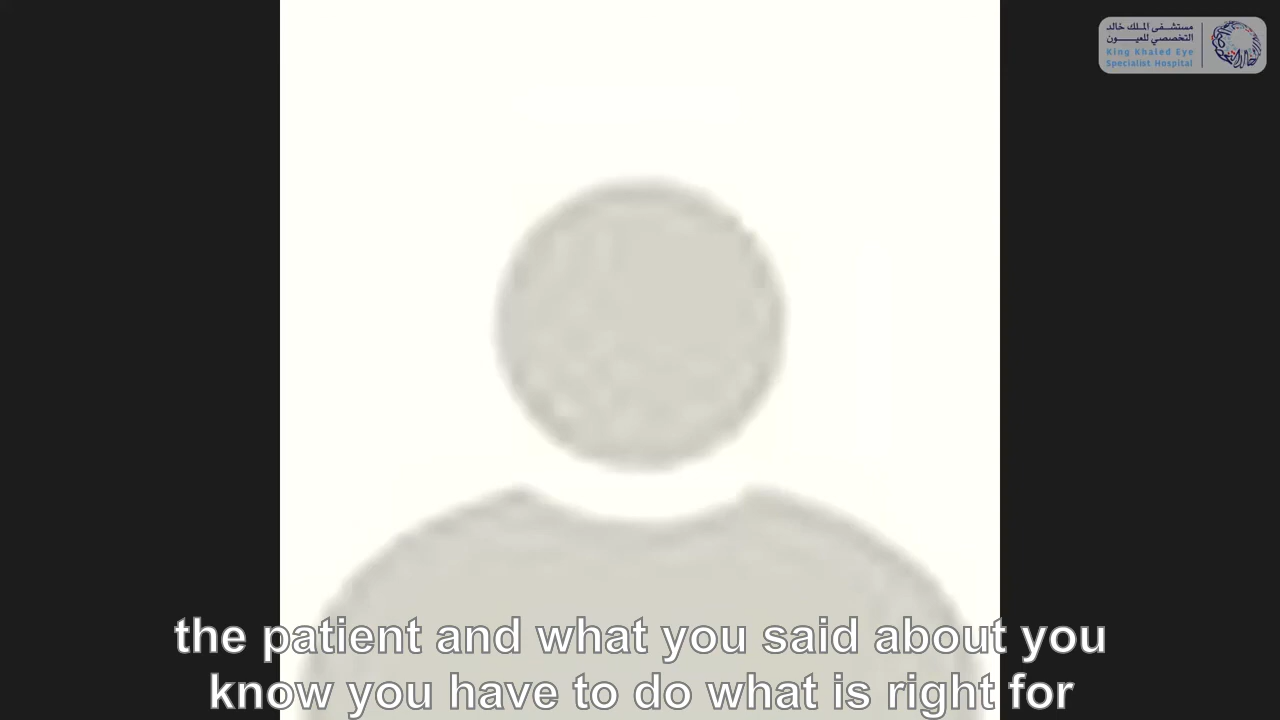 مستشفى الملك خالد
التخصصي للعيون
King Khaled Eye
Specialist Hospital
the patient and what you said about you
know you have to do what is right for